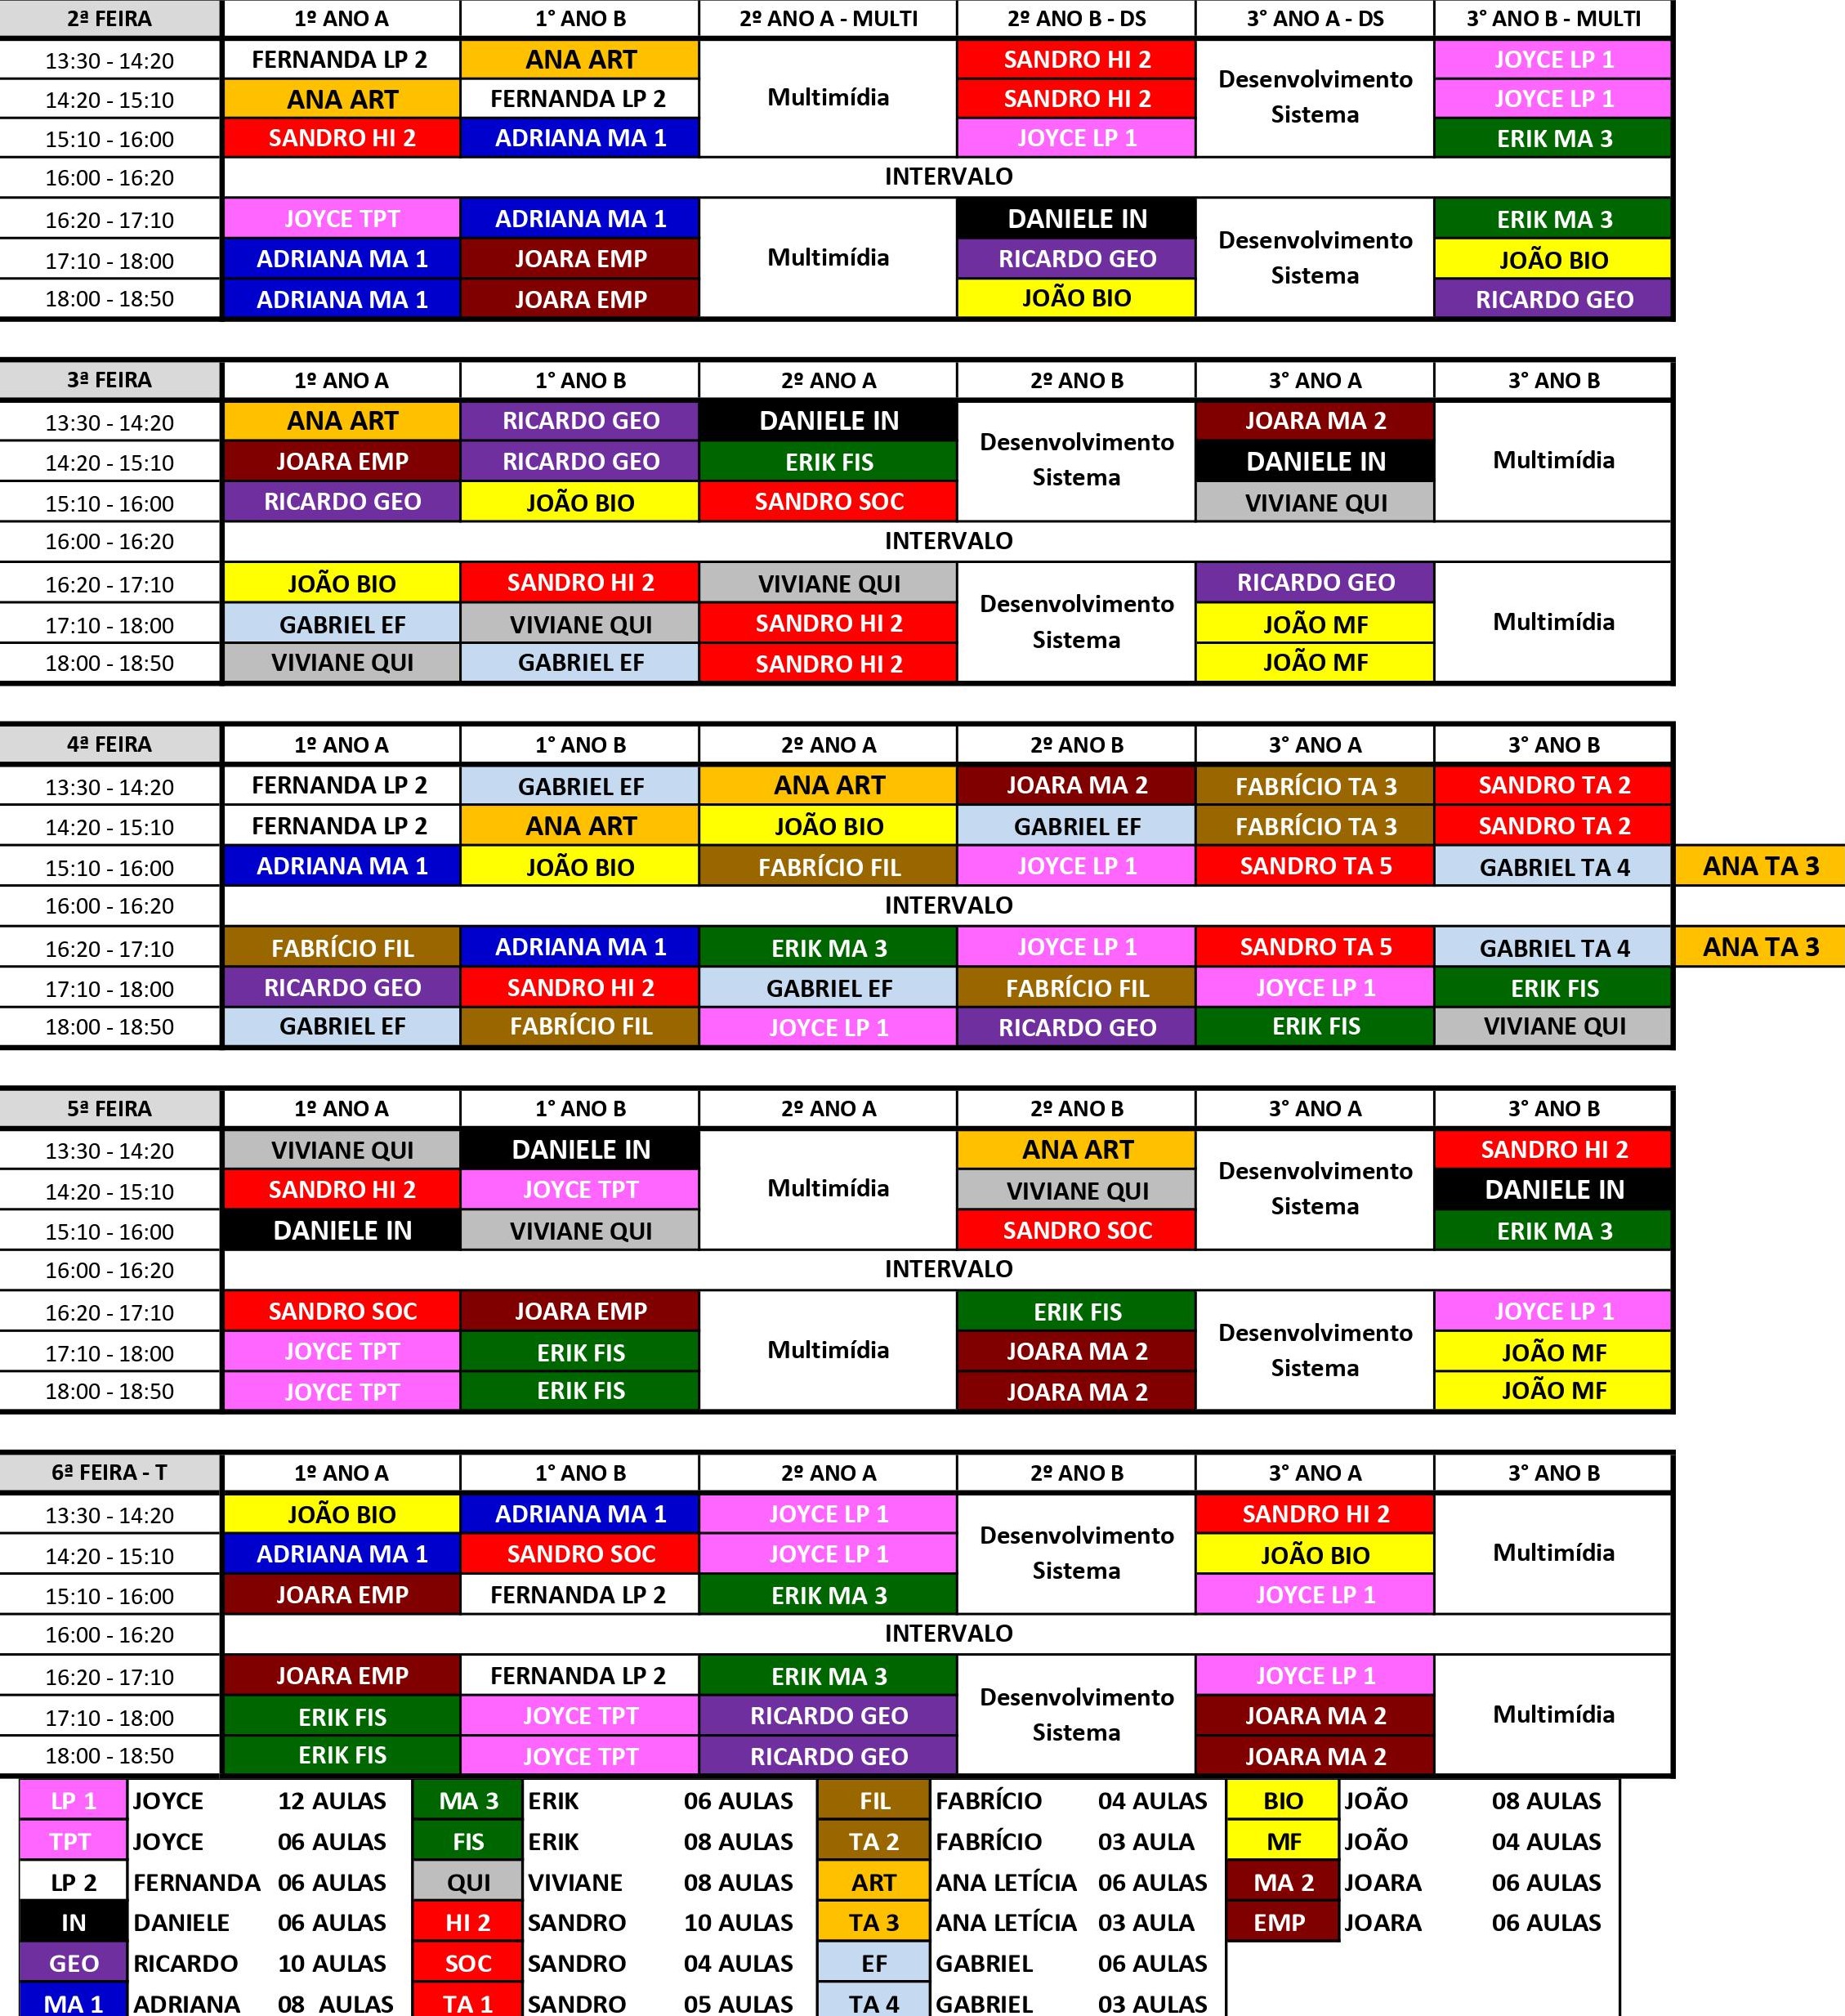 2ª FEIRA 1º ANO A 1° ANO B 2º ANO A - MULTI 2º ANO B - DS 3° ANO A - DS 3° ANO B - MULTI
13:30 - 14:20 FERNANDA LP 2 ANA ART Multimídia SANDRO HI 2 Desenvolvimento Sistema JOYCE LP 1
14:20 - 15:10 ANA ART FERNANDA LP 2 SANDRO HI 2 JOYCE LP 1
15:10 - 16:00 SANDRO HI 2 ADRIANA MA 1 JOYCE LP 1 ERIK MA 3
16:00 - 16:20 INTERVALO
16:20 - 17:10 JOYCE TPT ADRIANA MA 1 Multimídia DANIELE IN Desenvolvimento Sistema ERIK MA 3
17:10 - 18:00 ADRIANA MA 1 JOARA EMP RICARDO GEO JOÃO BIO
18:00 - 18:50 ADRIANA MA 1 JOARA EMP JOÃO BIO RICARDO GEO
3ª FEIRA 1º ANO A 1° ANO B 2º ANO A 2º ANO B 3° ANO A 3° ANO B
13:30 - 14:20 ANA ART RICARDO GEO DANIELE IN Desenvolvimento Sistema JOARA MA 2 Multimídia
14:20 - 15:10 JOARA EMP RICARDO GEO ERIK FIS DANIELE IN
15:10 - 16:00 RICARDO GEO JOÃO BIO SANDRO SOC VIVIANE QUI
16:00 - 16:20 INTERVALO
16:20 - 17:10 JOÃO BIO SANDRO HI 2 VIVIANE QUI Desenvolvimento Sistema RICARDO GEO Multimídia
17:10 - 18:00 GABRIEL EF VIVIANE QUI SANDRO HI 2 JOÃO MF
18:00 - 18:50 VIVIANE QUI GABRIEL EF SANDRO HI 2 JOÃO MF
4ª FEIRA 1º ANO A 1° ANO B 2º ANO A 2º ANO B 3° ANO A 3° ANO B
13:30 - 14:20 FERNANDA LP 2 GABRIEL EF ANA ART JOARA MA 2 FABRÍCIO TA 3 SANDRO TA 2
14:20 - 15:10 FERNANDA LP 2 ANA ART JOÃO BIO GABRIEL EF FABRÍCIO TA 3 SANDRO TA 2
15:10 - 16:00 ADRIANA MA 1 JOÃO BIO FABRÍCIO FIL JOYCE LP 1 SANDRO TA 5 GABRIEL TA 4 ANA TA 3
16:00 - 16:20 INTERVALO
16:20 - 17:10 FABRÍCIO FIL ADRIANA MA 1 ERIK MA 3 JOYCE LP 1 SANDRO TA 5 GABRIEL TA 4 ANA TA 3
17:10 - 18:00 RICARDO GEO SANDRO HI 2 GABRIEL EF FABRÍCIO FIL JOYCE LP 1 ERIK FIS
18:00 - 18:50 GABRIEL EF FABRÍCIO FIL JOYCE LP 1 RICARDO GEO ERIK FIS VIVIANE QUI
5ª FEIRA 1º ANO A 1° ANO B 2º ANO A 2º ANO B 3° ANO A 3° ANO B
13:30 - 14:20 VIVIANE QUI DANIELE IN Multimídia ANA ART Desenvolvimento Sistema SANDRO HI 2
14:20 - 15:10 SANDRO HI 2 JOYCE TPT VIVIANE QUI DANIELE IN
15:10 - 16:00 DANIELE IN VIVIANE QUI SANDRO SOC ERIK MA 3
16:00 - 16:20 INTERVALO
16:20 - 17:10 SANDRO SOC JOARA EMP Multimídia ERIK FIS Desenvolvimento Sistema JOYCE LP 1
17:10 - 18:00 JOYCE TPT ERIK FIS JOARA MA 2 JOÃO MF
18:00 - 18:50 JOYCE TPT ERIK FIS JOARA MA 2 JOÃO MF
6ª FEIRA - T 1º ANO A 1° ANO B 2º ANO A 2º ANO B 3° ANO A 3° ANO B
13:30 - 14:20 JOÃO BIO ADRIANA MA 1 JOYCE LP 1 Desenvolvimento Sistema SANDRO HI 2 Multimídia
14:20 - 15:10 ADRIANA MA 1 SANDRO SOC JOYCE LP 1 JOÃO BIO
15:10 - 16:00 JOARA EMP FERNANDA LP 2 ERIK MA 3 JOYCE LP 1
16:00 - 16:20 INTERVALO
16:20 - 17:10 JOARA EMP FERNANDA LP 2 ERIK MA 3 Desenvolvimento Sistema JOYCE LP 1 Multimídia
17:10 - 18:00 ERIK FIS JOYCE TPT RICARDO GEO JOARA MA 2
18:00 - 18:50 ERIK FIS JOYCE TPT RICARDO GEO JOARA MA 2
LP 1 JOYCE 12 AULAS MA 3 ERIK 06 AULAS FIL FABRÍCIO 04 AULAS BIO JOÃO 08 AULAS
TPT JOYCE 06 AULAS FIS ERIK 08 AULAS TA 2 FABRÍCIO 03 AULA MF JOÃO 04 AULAS
LP 2 FERNANDA 06 AULAS QUI VIVIANE 08 AULAS ART ANA LETÍCIA 06 AULAS MA 2 JOARA 06 AULAS
IN DANIELE 06 AULAS HI 2 SANDRO 10 AULAS TA 3 ANA LETÍCIA 03 AULA EMP JOARA 06 AULAS
GEO RICARDO 10 AULAS SOC SANDRO 04 AULAS EF GABRIEL 06 AULAS
MA 1 ADRIANA 08 AULAS TA 1 SANDRO 05 AULAS TA 4 GABRIEL 03 AULAS